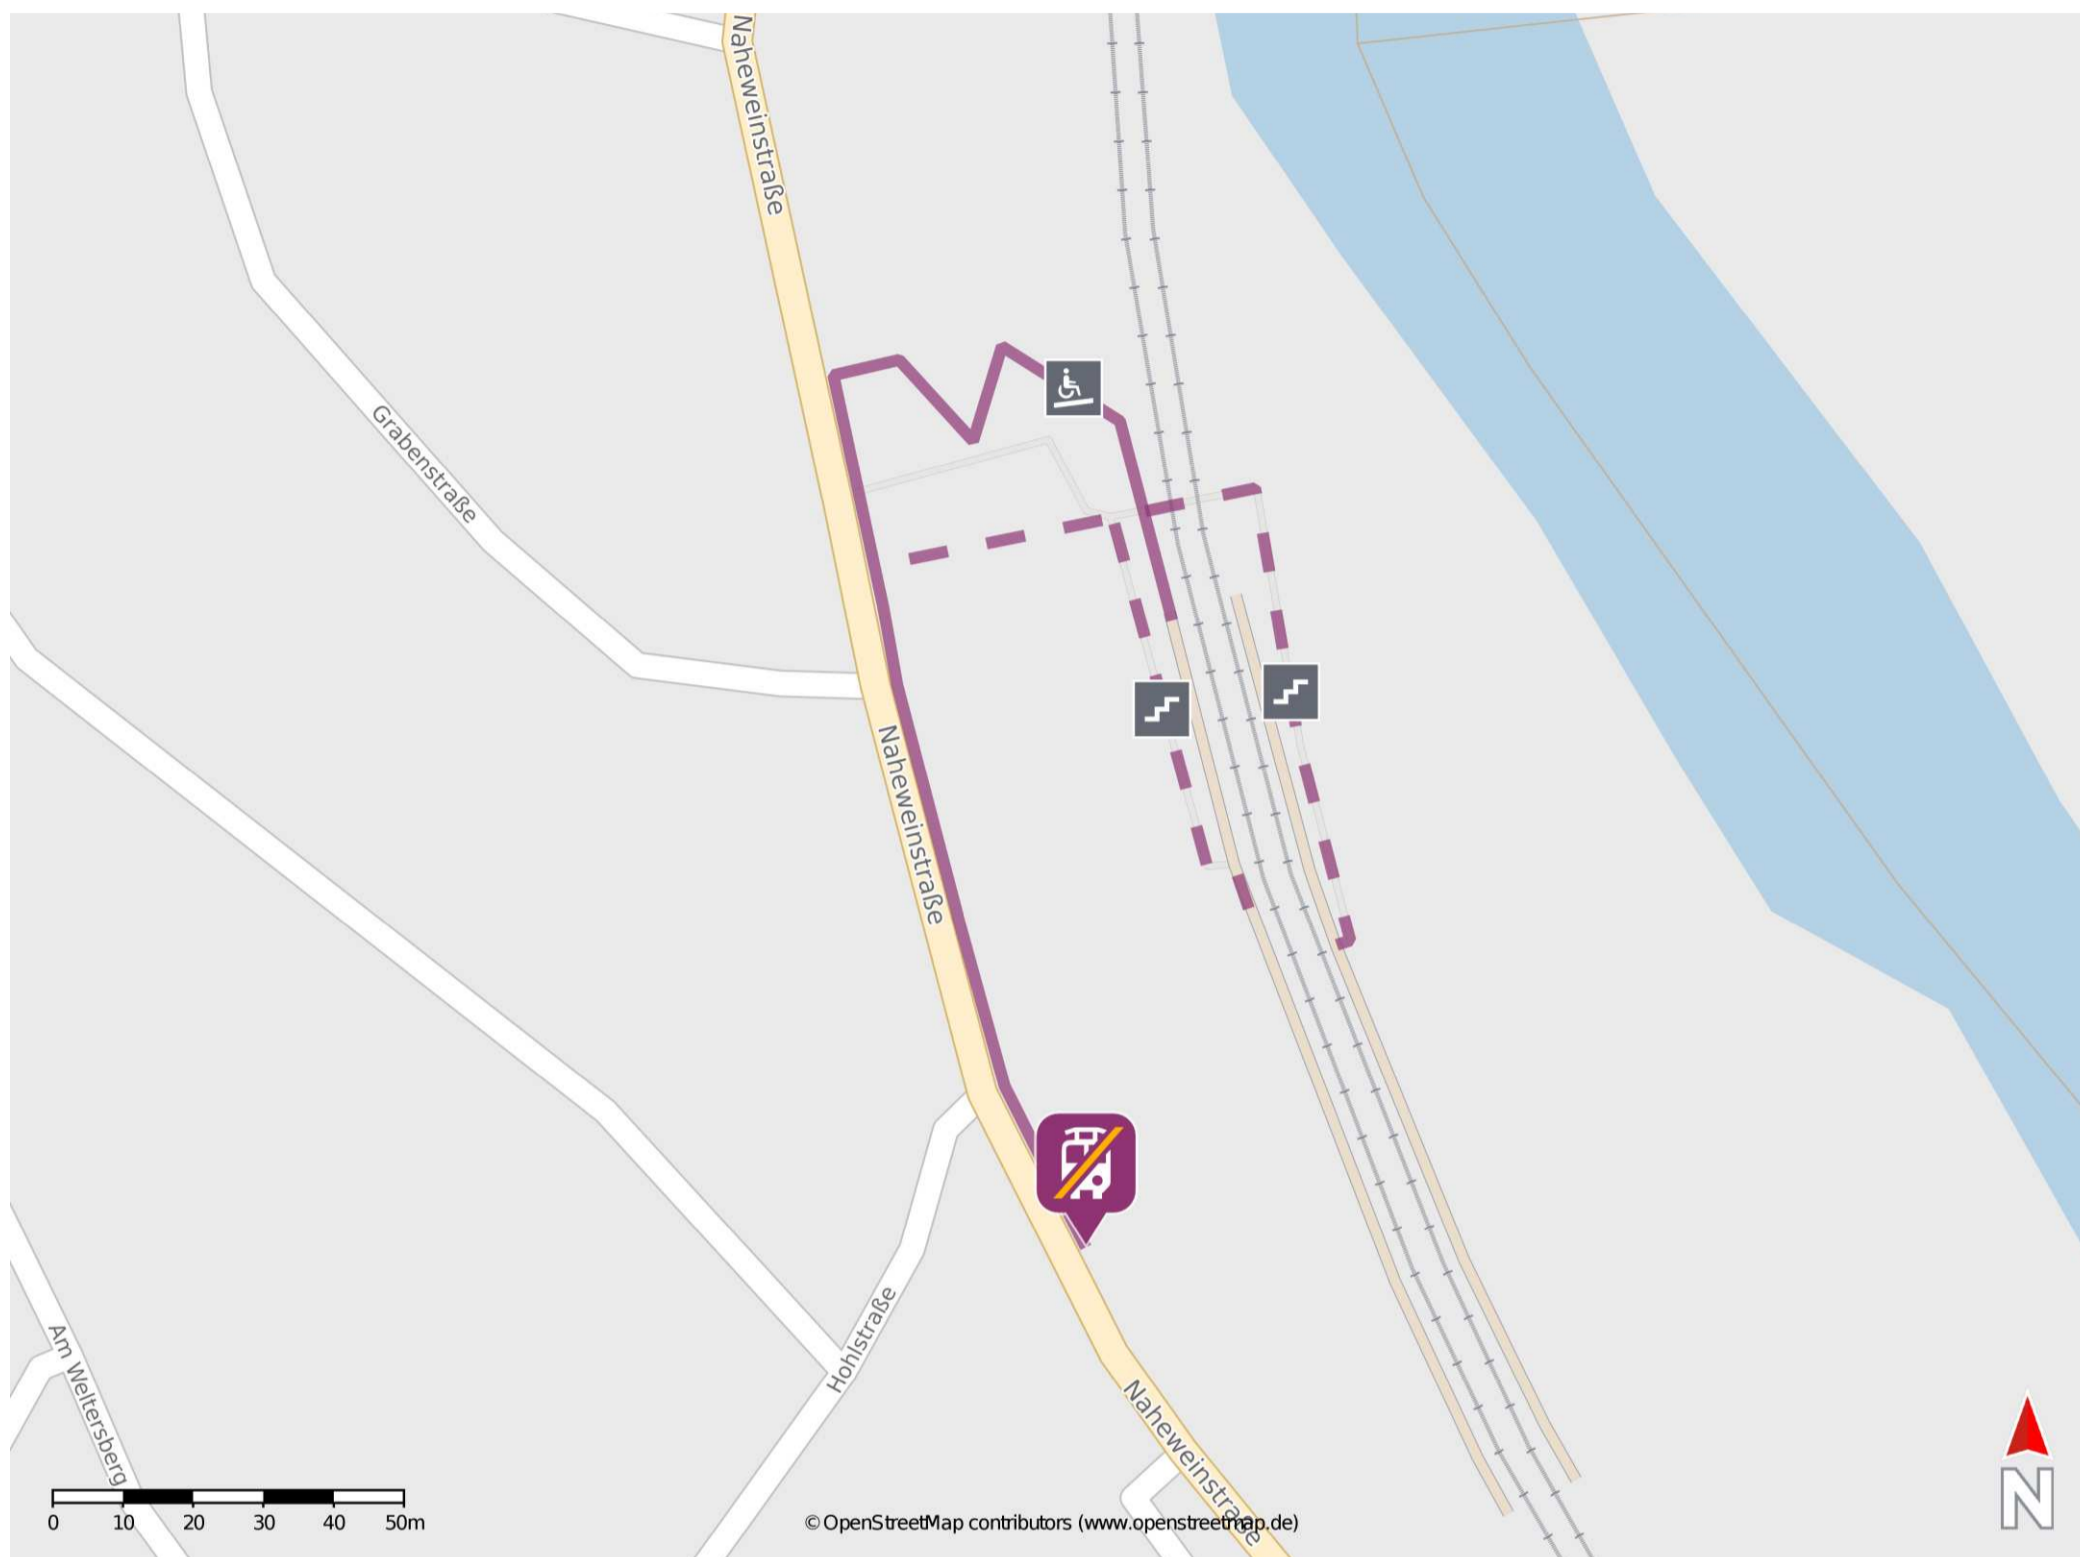 Naheweinstraße
Grabenstraße
Naheweinstraße
Hohlstraße
Am Weltersberg
Naheweinstraße
0 10 20 30 40 50m
© OpenStreetMap contributors (www.openstreetmap.de)
N